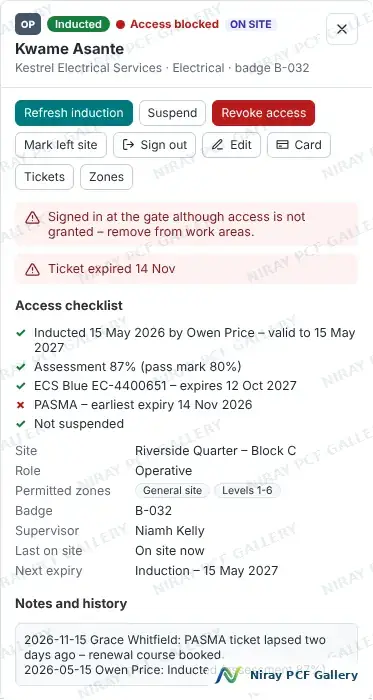 OP Inducted Access blocked ON SITE
Kwame Asante
Kestrel Electrical Services · Electrical · badge B-032
Refresh induction Suspend Revoke access
Mark left site Sign out Edit Card
Tickets Zones
Signed in at the gate although access is not
granted – remove from work areas.
Ticket expired 14 Nov
Access checklist
Inducted 15 May 2026 by Owen Price – valid to 15 May
2027
Assessment 87% (pass mark 80%)
ECS Blue EC-4400651 – expires 12 Oct 2027
PASMA – earliest expiry 14 Nov 2026
Not suspended
Site Riverside Quarter – Block C
Role Operative
Permitted zones General site Levels 1-6
Badge B-032
Supervisor Niamh Kelly
Last on site On site now
Next expiry Induction – 15 May 2027
Notes and history
2026-11-15 Grace Whitfield: PASMA ticket lapsed two
days ago – renewal course booked.
2026-05-15 Owen Price: Inducted (assessment 87%)
Niray PCF Gallery